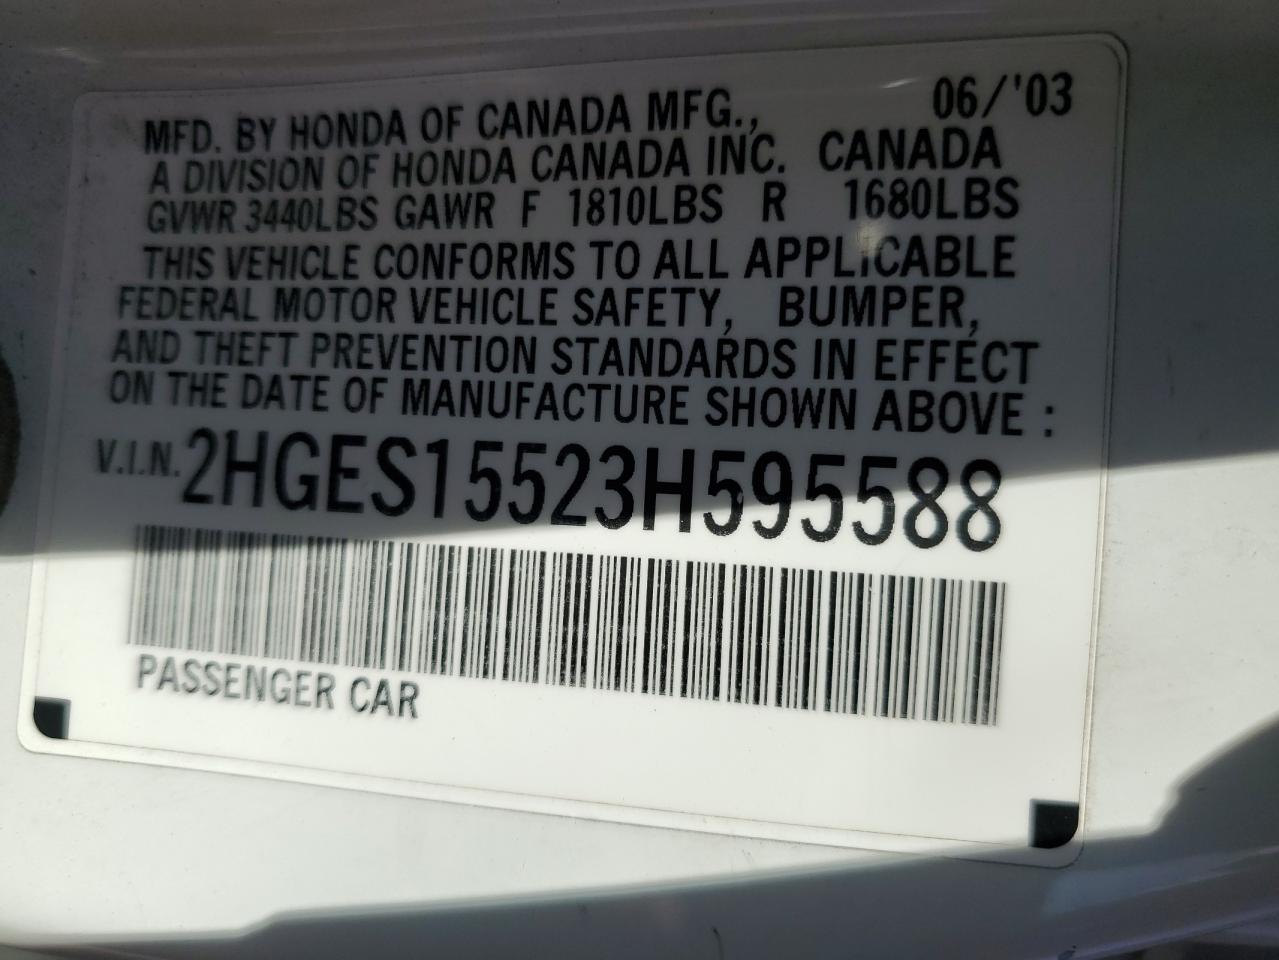 06/'03
MFD. BY HONDA OF CANADA MFG.,
A DIVISION OF HONDA CANADA INC. CANADA
GVWR 3440LBS GAWR F 1810LBS R 1680LBS
THIS VEHICLE CONFORMS TO ALL APPLICABLE
FEDERAL MOTOR VEHICLE SAFETY, BUMPER,
AND THEFT PREVENTION STANDARDS IN EFFECT
ON THE DATE OF MANUFACTURE SHOWN ABOVE :
V.I.N. 2HGES15523H595588
PASSENGER CAR